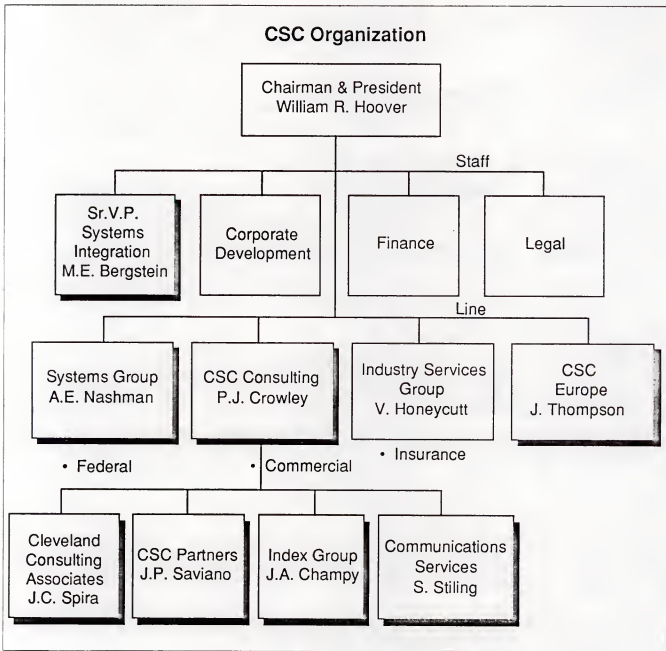 CSC Organization
Chairman & President
William R. Hoover
Staff
Sr.V.P.
Systems
Integration
M.E. Bergstein
Corporate
Development
Finance
Legal
Line
Systems Group
A.E. Nashman
CSC Consulting
P.J. Crowley
Industry Services
Group
V. Honeycutt
CSC
Europe
J. Thompson
• Federal
• Commercial
• Insurance
Cleveland
Consulting
Associates
J.C. Spira
CSC Partners
J.P. Saviano
Index Group
J.A. Champy
Communications
Services
S. Stiling